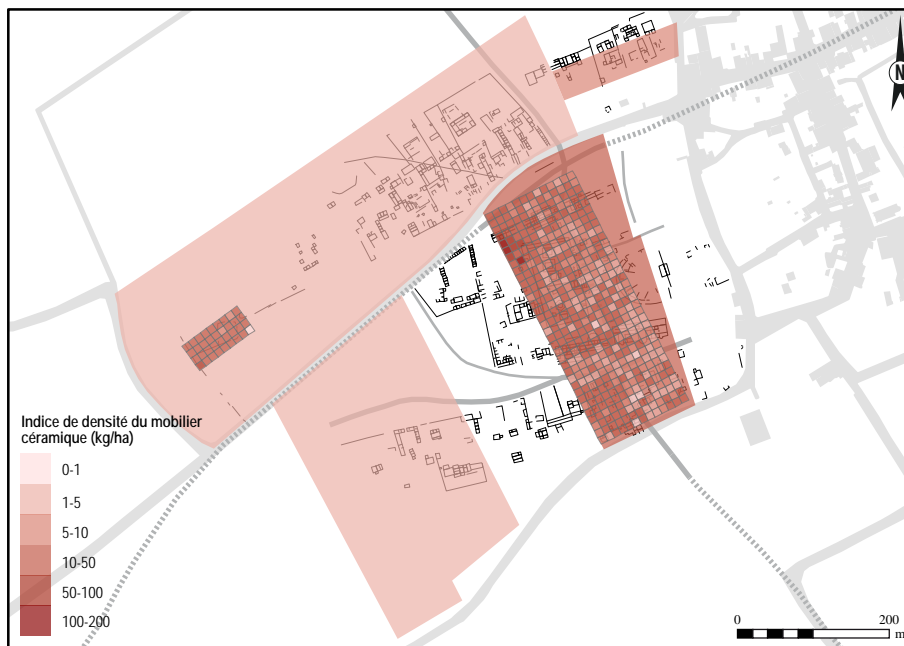 N
Indice de densité du mobilier
céramique (kg/ha)
0-1
1-5
5-10
10-50
50-100
100-200
0 200
m